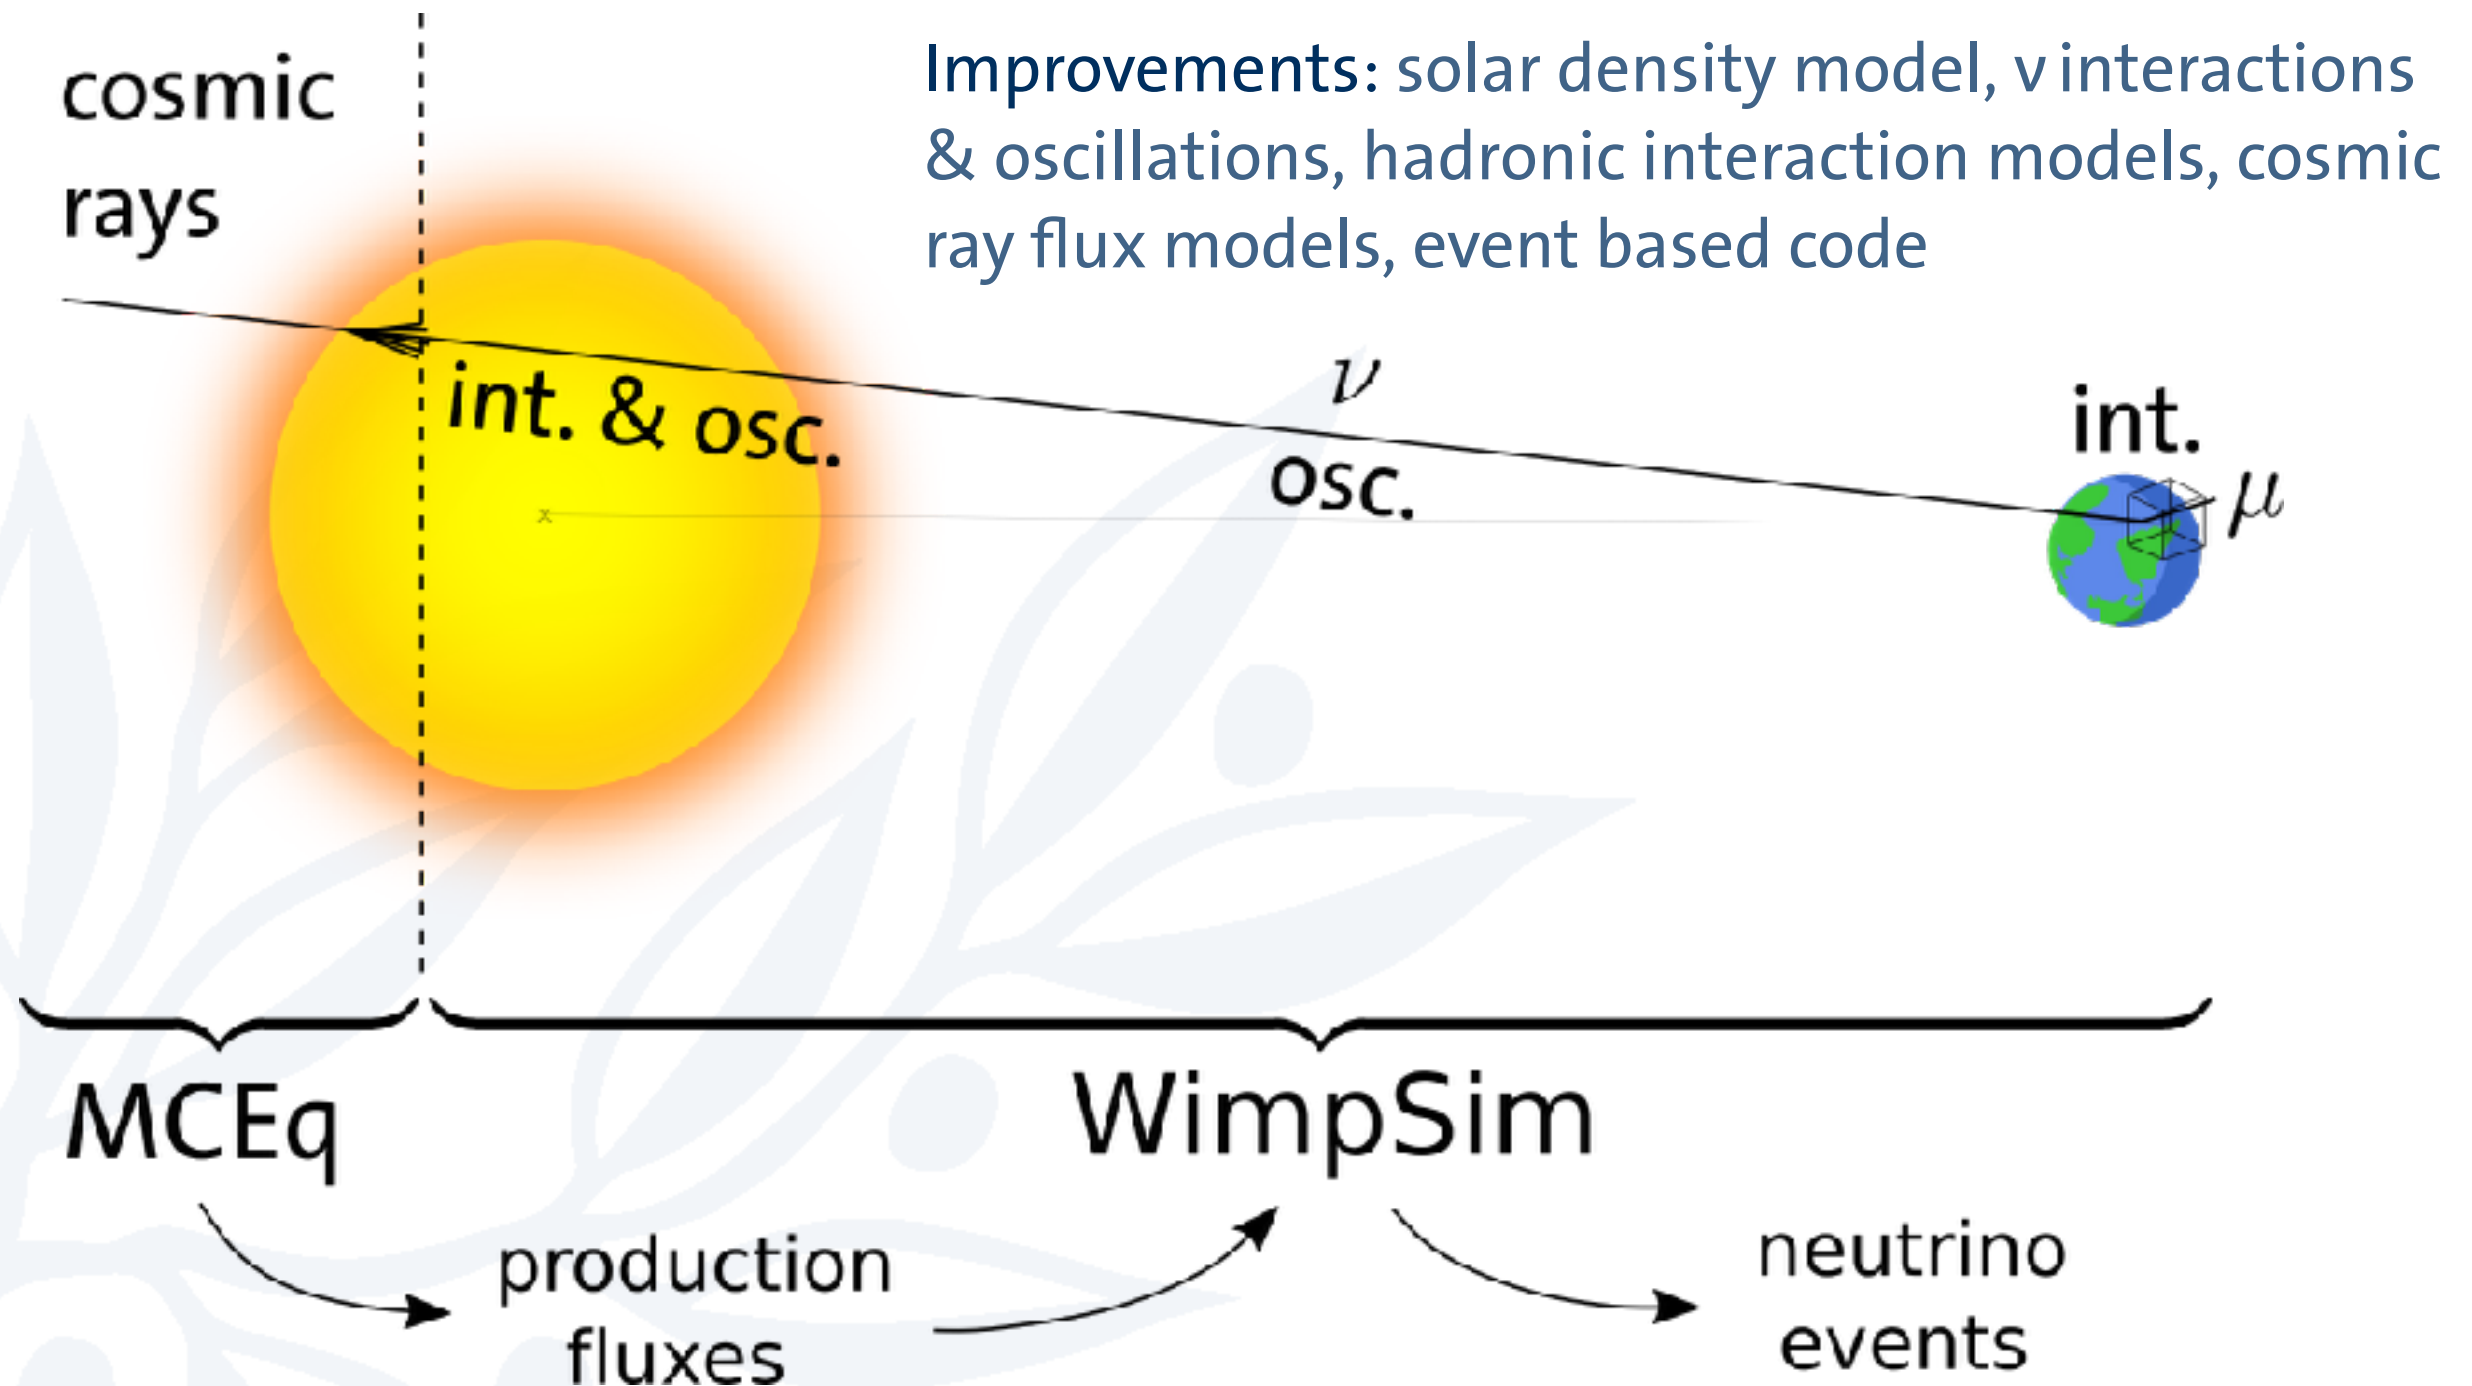 cosmic
rays
Improvements: solar density model, ν interactions
& oscillations, hadronic interaction models, cosmic
ray flux models, event based code
int. & osc.
ν
osc.
int.
μ
x
MCEq
WimpSim
production
fluxes
neutrino
events